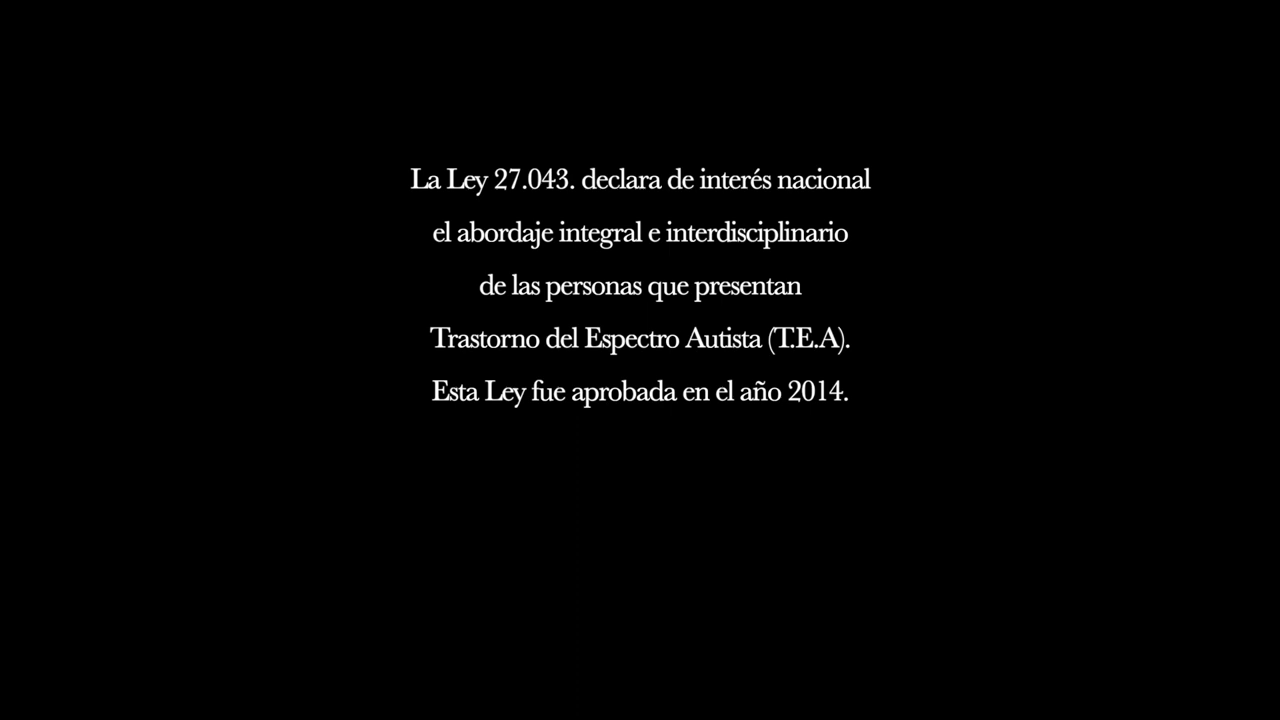 La Ley 27.043. declara de interés nacional
el abordaje integral e interdisciplinario
de las personas que presentan
Trastorno del Espectro Autista (T.E.A).
Esta Ley fue aprobada en el año 2014.